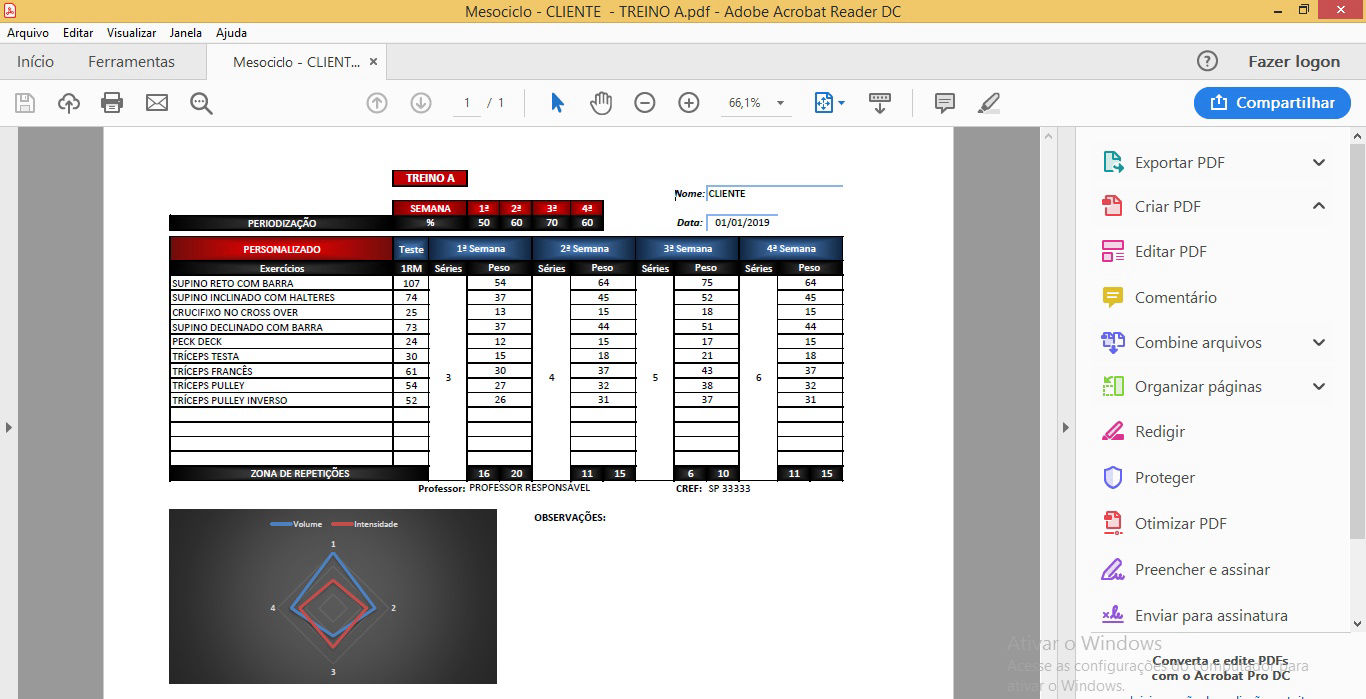 Mesociclo - CLIENTE - TREINO A.pdf - Adobe Acrobat Reader DC
Arquivo Editar Visualizar Janela Ajuda
Início Ferramentas Mesociclo - CLIENT... × Fazer logon
1 / 1 66,1% Compartilhar
TREINO A
Nome: CLIENTE
SEMANA 1ª 2ª 3ª 4ª
PERIODIZAÇÃO % 50 60 70 60
Data: 01/01/2019
PERSONALIZADO Teste 1ª Semana 2ª Semana 3ª Semana 4ª Semana
Exercícios 1RM Séries Peso Séries Peso Séries Peso Séries Peso
SUPINO RETO COM BARRA 107 54 64 75 64
SUPINO INCLINADO COM HALTERES 74 37 45 52 45
CRUCIFIXO NO CROSS OVER 25 13 15 18 15
SUPINO DECLINADO COM BARRA 73 37 44 51 44
PECK DECK 24 12 15 17 15
TRÍCEPS TESTA 30 15 18 21 18
TRÍCEPS FRANCÊS 61 30 37 43 37
3 4 5 6
TRÍCEPS PULLEY 54 27 32 38 32
TRÍCEPS PULLEY INVERSO 52 26 31 37 31
ZONA DE REPETIÇÕES 16 20 11 15 6 10 11 15
Professor: PROFESSOR RESPONSÁVEL CREF: SP 33333
OBSERVAÇÕES:
Volume Intensidade
1
4 2
3
Exportar PDF
Criar PDF
Editar PDF
Comentário
Combine arquivos
Organizar páginas
Redigir
Proteger
Otimizar PDF
Preencher e assinar
Enviar para assinatura
Converta e edite PDFs
com o Acrobat Pro DC
Ativar o Windows
Acesse as configurações do computador para
ativar o Windows.